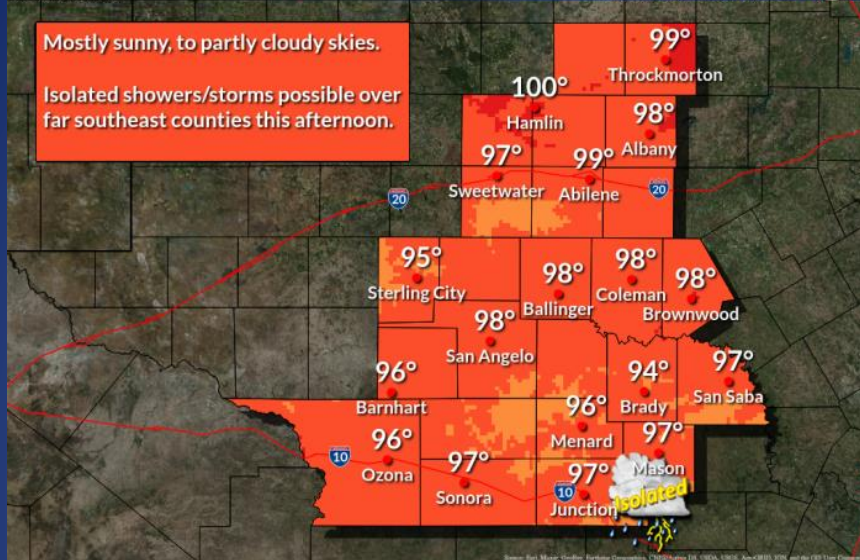 Mostly sunny, to partly cloudy skies.
Isolated showers/storms possible over
far southeast counties this afternoon.
99°
Throckmorton
100°
Hamlin
98°
Albany
97°
Sweetwater
99°
Abilene
20
20
95°
Sterling City
98°
Ballinger
98°
Coleman
98°
Brownwood
98°
San Angelo
96°
Barnhart
94°
Brady
97°
San Saba
96°
Menard
96°
Ozona
10
97°
Sonora
97°
Junction
10
97°
Mason
Isolated